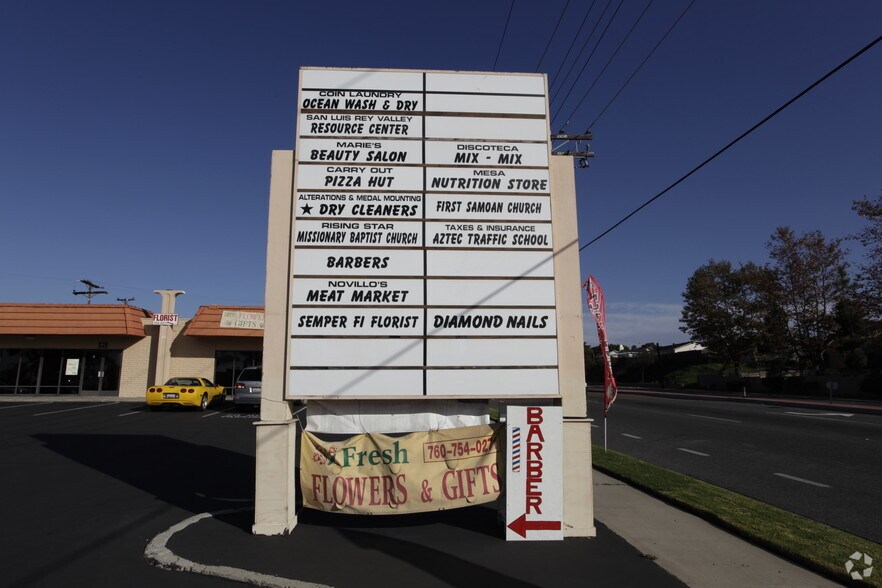 COIN LAUNDRY
OCEAN WASH & DRY
SAN LUIS REY VALLEY
RESOURCE CENTER
MARIE'S
BEAUTY SALON
CARRY OUT
PIZZA HUT
ALTERATIONS & MEDAL MOUNTING
★ DRY CLEANERS
RISING STAR
MISSIONARY BAPTIST CHURCH
BARBERS
NOVILLO'S
MEAT MARKET
SEMPER FI FLORIST
DISCOTECA
MIX - MIX
MESA
NUTRITION STORE
FIRST SAMOAN CHURCH
TAXES & INSURANCE
AZTEC TRAFFIC SCHOOL
DIAMOND NAILS
Fresh
760-754-027
FLOWERS & GIFTS
BARBER
FLORIST
FLOWERS
& GIFTS